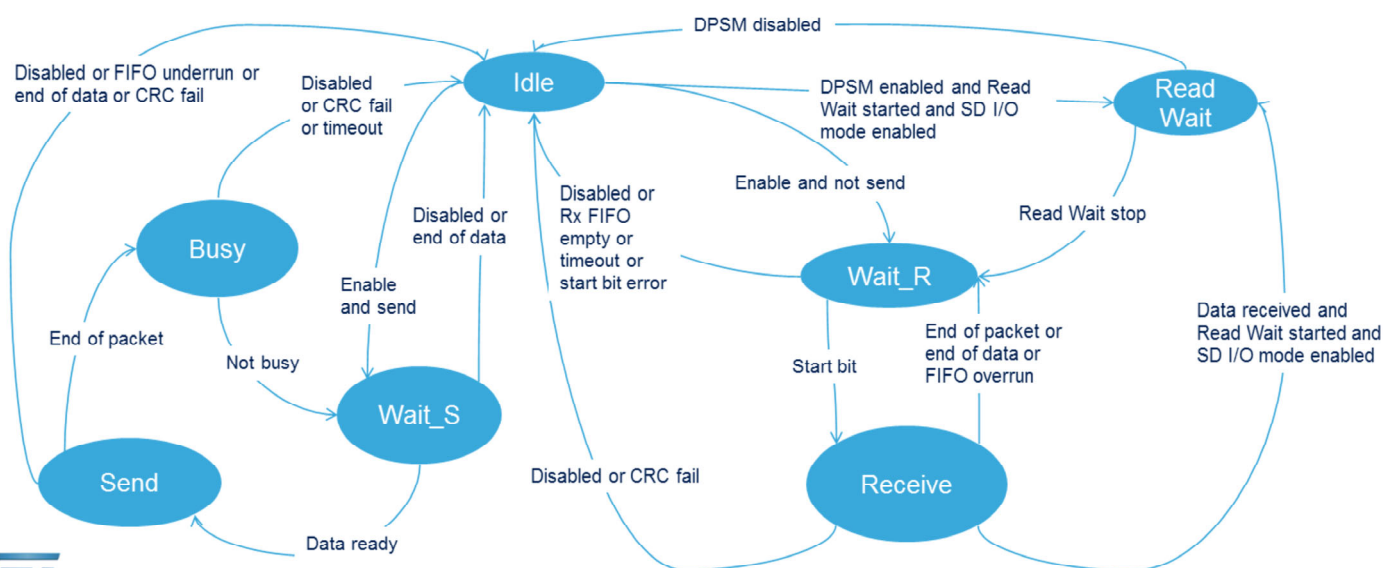 DPSM disabled
Disabled or FIFO underrun or
end of data or CRC fail
Disabled
or CRC fail
or timeout
Idle
DPSM enabled and Read
Wait started and SD I/O
mode enabled
Read
Wait
Enable and not send
Disabled or
Rx FIFO
empty or
timeout or
start bit error
Read Wait stop
Disabled or
end of data
Busy
Wait_R
Enable
and send
End of packet
Not busy
Start bit
End of packet or
end of data or
FIFO overrun
Data received and
Read Wait started and
SD I/O mode enabled
Wait_S
Send
Disabled or CRC fail
Receive
Data ready